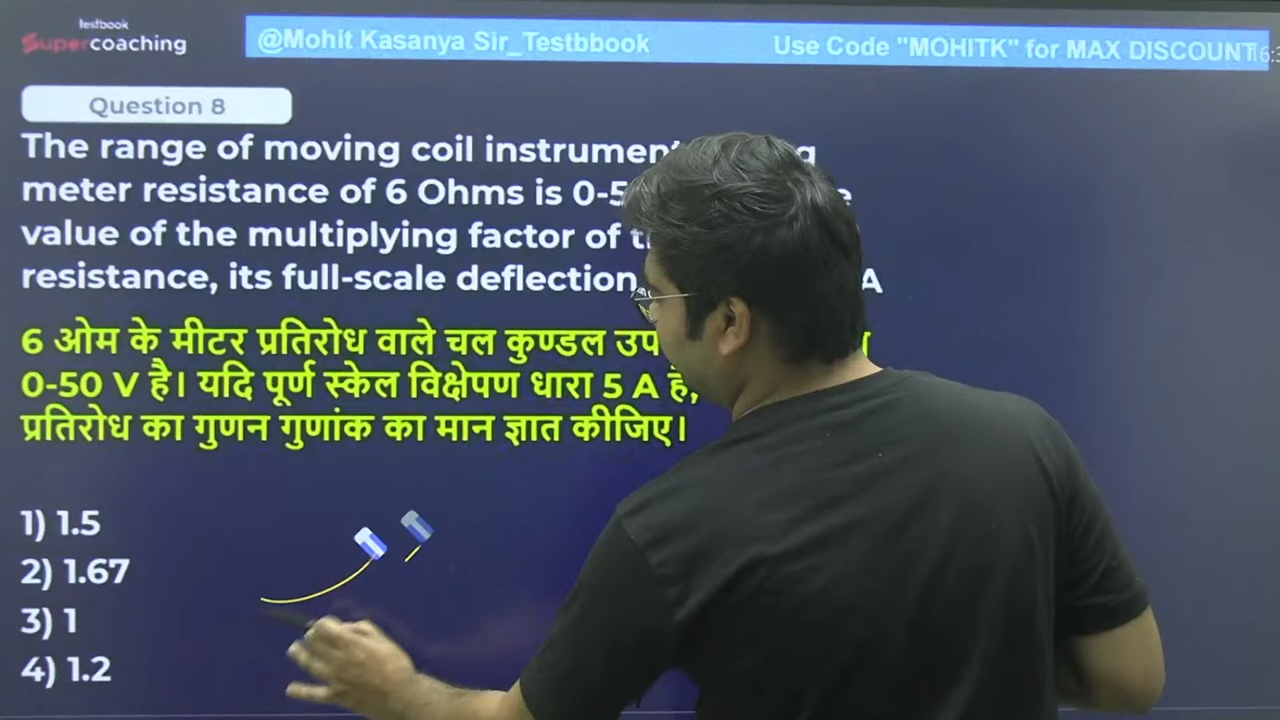 testbook
Supercoaching
@Mohit Kasanya Sir_Testbbook
Use Code "MOHITK" for MAX DISCOUNT
Question 8
The range of moving coil
meter resistance of 6 Ohms is
value of the multiplying factor of
resistance, its full-scale deflection
A
6 ओम के मीटर प्रतिरोध वाले चल कुण्डल
0-50 V है। यदि पूर्ण स्केल विक्षेपण धारा 5 A है,
प्रतिरोध का गुणन गुणांक का मान ज्ञात कीजिए।
1) 1.5
2) 1.67
3) 1
4) 1.2